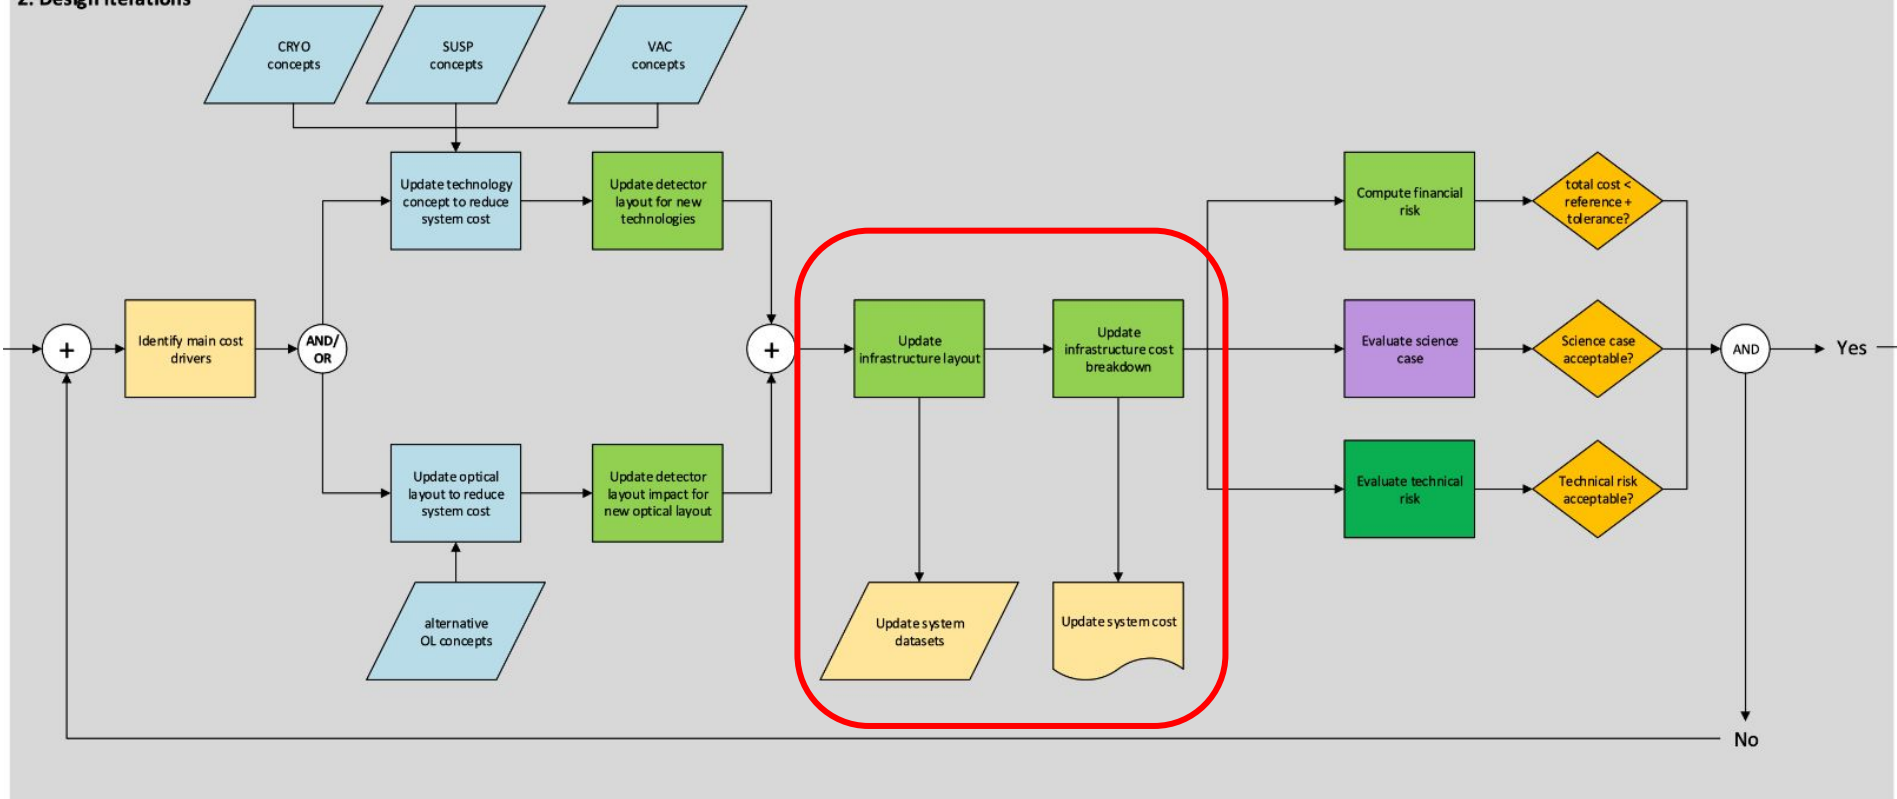 2. Design Iterations
CRYO
concepts
SUSP
concepts
VAC
concepts
Update technology
concept to reduce
system cost
Update detector
layout for new
technologies
Compute financial
risk
total cost <
reference +
tolerance?
+
Identify main cost
drivers
AND/
OR
+
Update
infrastructure layout
Update
infrastructure cost
breakdown
Evaluate science
case
Science case
acceptable?
AND
Yes
Update optical
layout to reduce
system cost
Update detector
layout impact for
new optical layout
Evaluate technical
risk
Technical risk
acceptable?
alternative
OL concepts
Update system
datasets
Update system cost
No